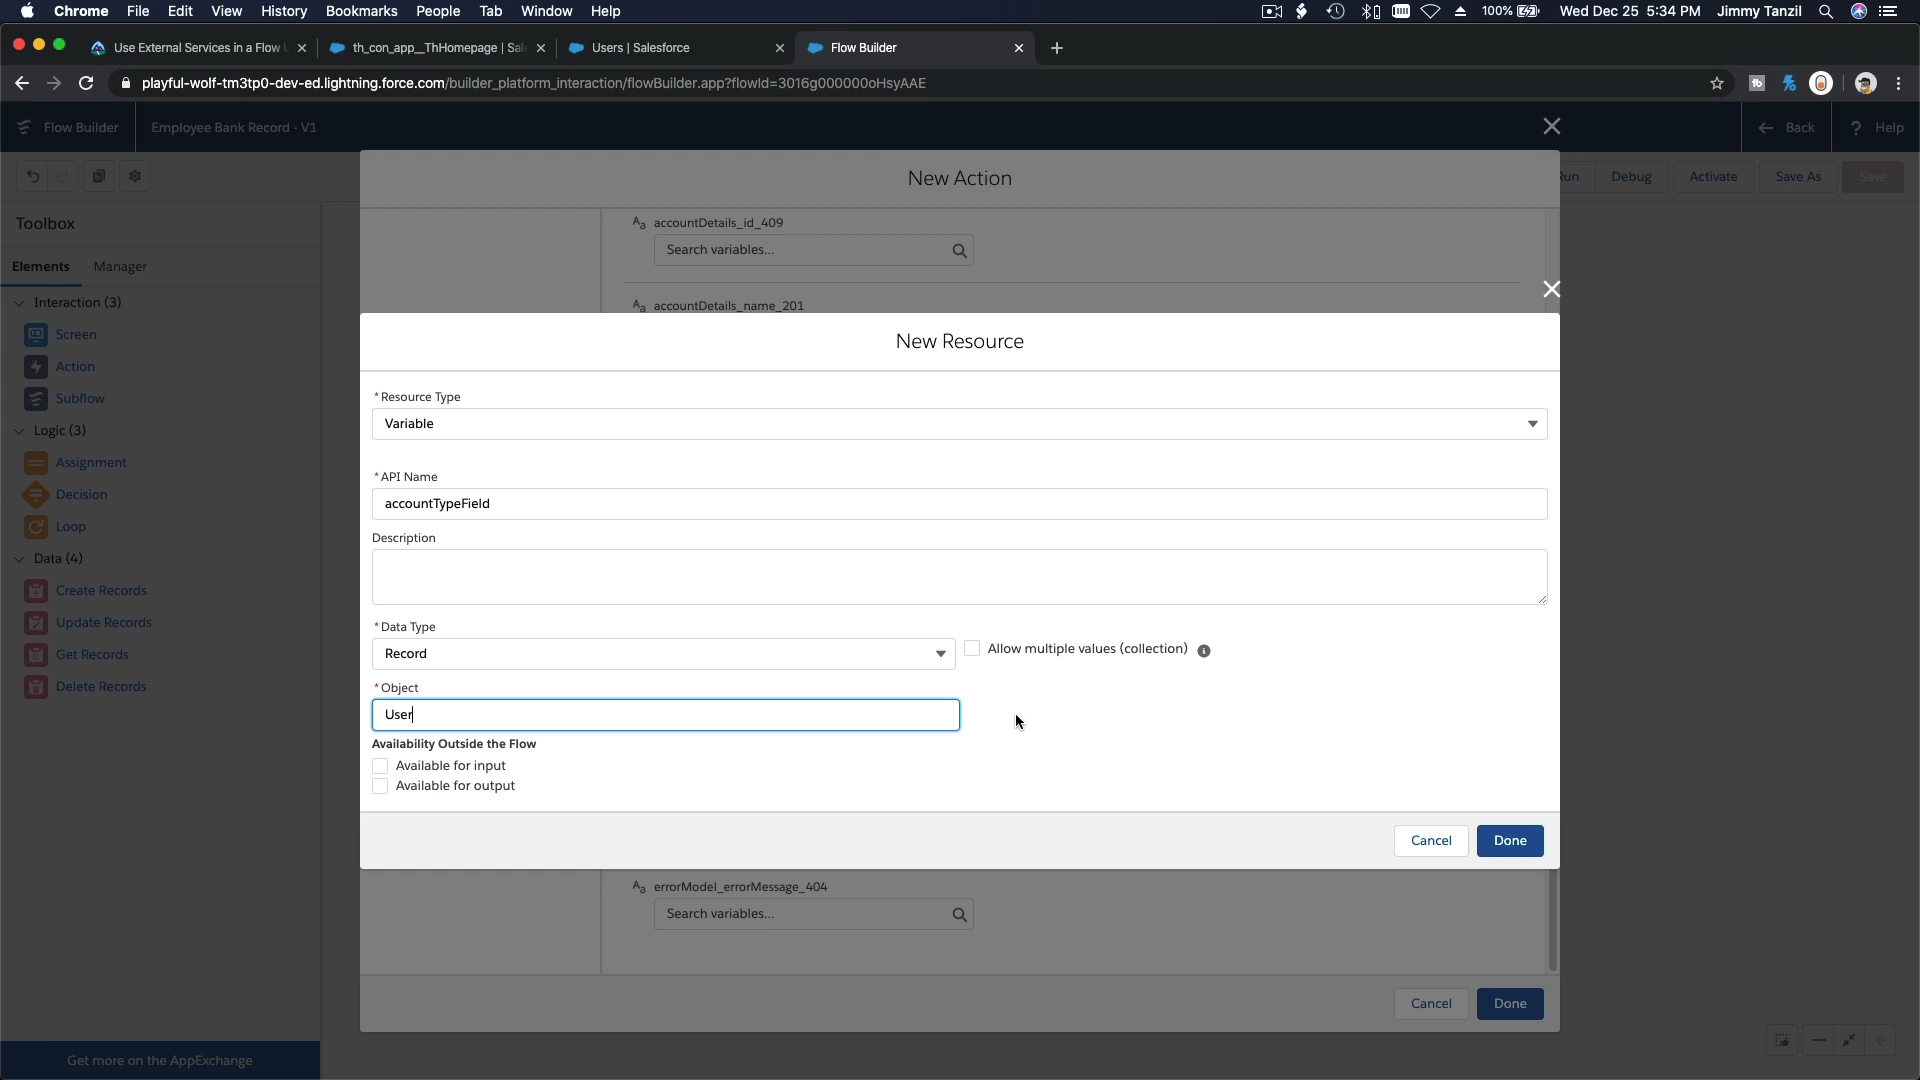 Chrome File Edit View History Bookmarks People Tab Window Help 100% Wed Dec 25 5:34 PM Jimmy Tanzil
Use External Services in a Flow th_con_app__ThHomepage | Sal Users | Salesforce Flow Builder
playful-wolf-tm3tp0-dev-ed.lightning.force.com/builder_platform_interaction/flowBuilder.app?flowId=3016g000000oHsyAAE
Flow Builder Employee Bank Record - V1 Back ? Help
New Action
Run Debug Activate Save As Save
Toolbox
Elements Manager
Interaction (3)
Screen
Action
Subflow
Logic (3)
Assignment
Decision
Loop
Data (4)
Create Records
Update Records
Get Records
Delete Records
Get more on the AppExchange
Aa accountDetails_id_409
Search variables...
Aa accountDetails_name_201
New Resource
* Resource Type
Variable
* API Name
accountTypeField
Description
* Data Type
Record
Allow multiple values (collection)
* Object
User
Availability Outside the Flow
Available for input
Available for output
Cancel Done
Aa errorModel_errorMessage_404
Search variables...
Cancel Done